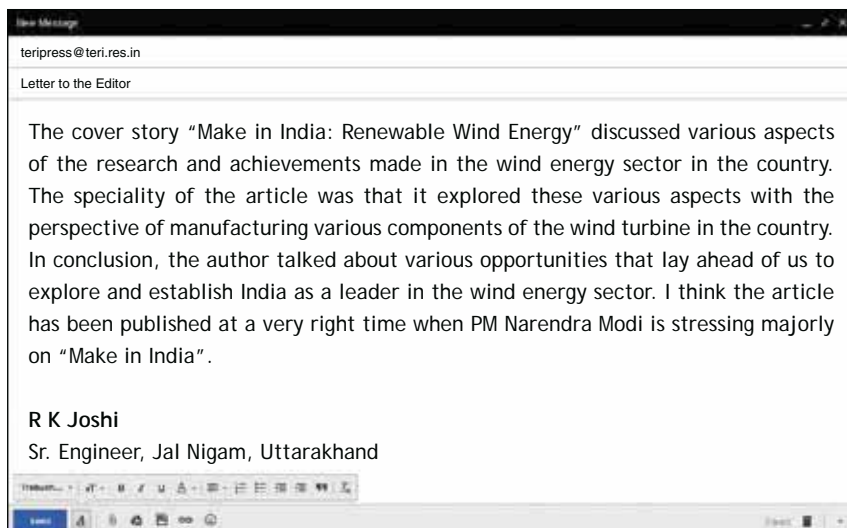 New Message
teripress@teri.res.in
Letter to the Editor
The cover story “Make in India: Renewable Wind Energy” discussed various aspects
of the research and achievements made in the wind energy sector in the country.
The speciality of the article was that it explored these various aspects with the
perspective of manufacturing various components of the wind turbine in the country.
In conclusion, the author talked about various opportunities that lay ahead of us to
explore and establish India as a leader in the wind energy sector. I think the article
has been published at a very right time when PM Narendra Modi is stressing majorly
on “Make in India”.
R K Joshi
Sr. Engineer, Jal Nigam, Uttarakhand